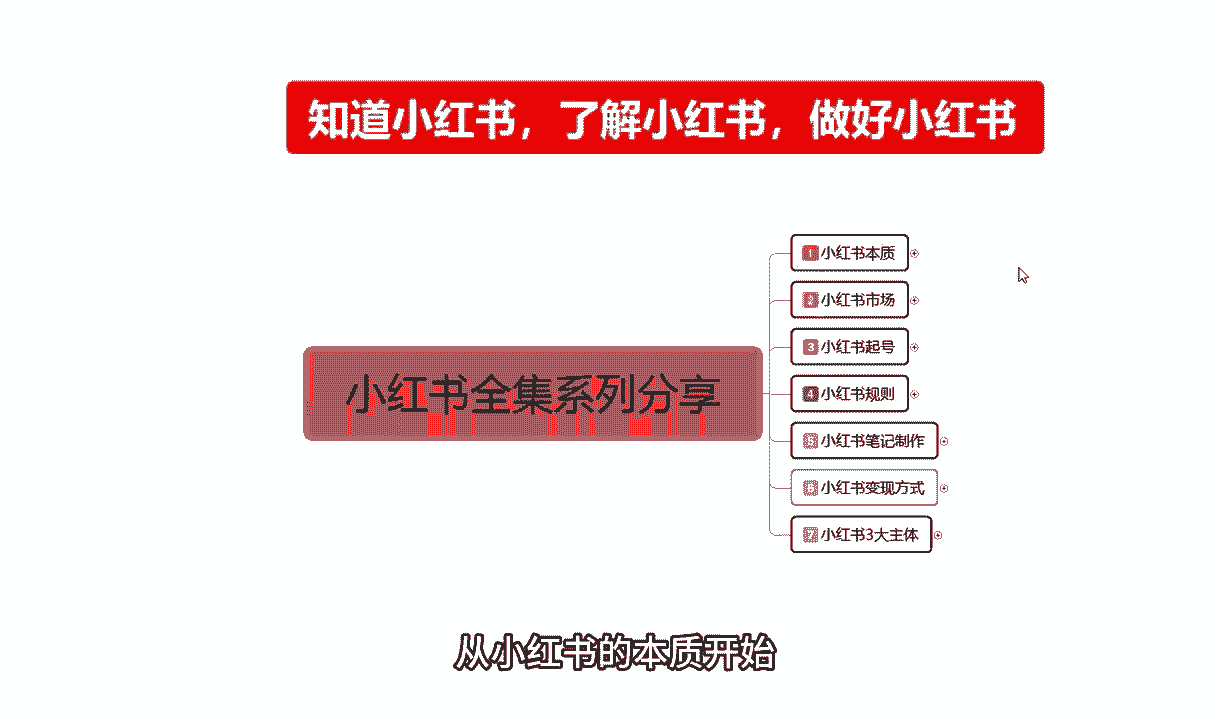 知道小红书，了解小红书，做好小红书
小红书全集系列分享
1 小红书本质
2 小红书市场
3 小红书起号
4 小红书规则
5 小红书笔记制作
6 小红书变现方式
7 小红书3大主体
从小红书的本质开始